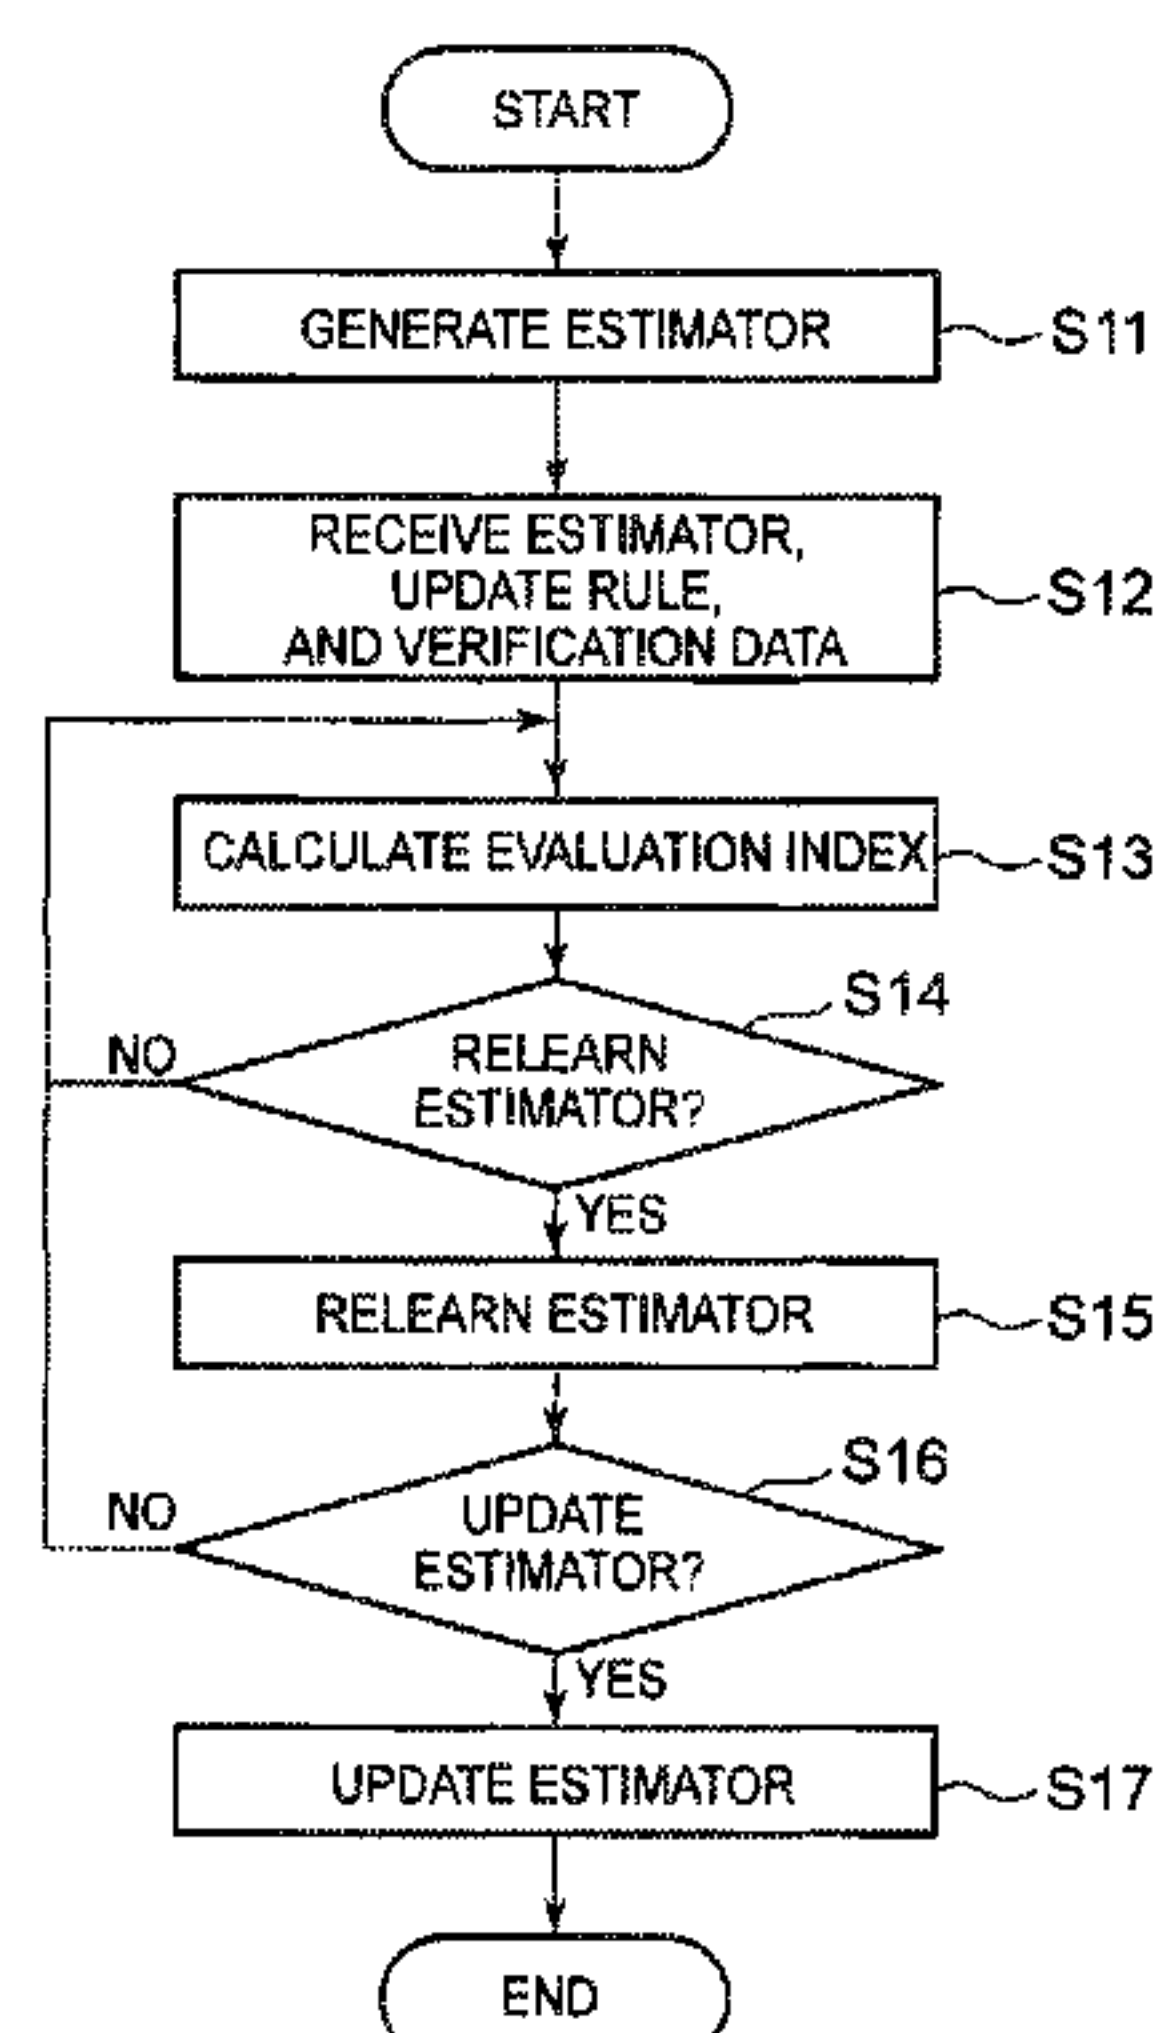 START
GENERATE ESTIMATOR
S11
RECEIVE ESTIMATOR,
UPDATE RULE,
AND VERIFICATION DATA
S12
CALCULATE EVALUATION INDEX
S13
S14
NO
RELEARN
ESTIMATOR?
YES
RELEARN ESTIMATOR
S15
S16
NO
UPDATE
ESTIMATOR?
YES
UPDATE ESTIMATOR
S17
END